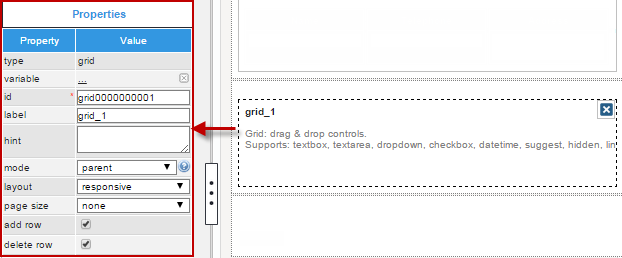 Properties
Property Value
type grid
variable ...
id * grid0000000001
label grid_1
hint
mode parent
layout responsive
page size none
add row
delete row
grid_1
Grid: drag & drop controls.
Supports: textbox, textarea, dropdown, checkbox, datetime, suggest, hidden, lin